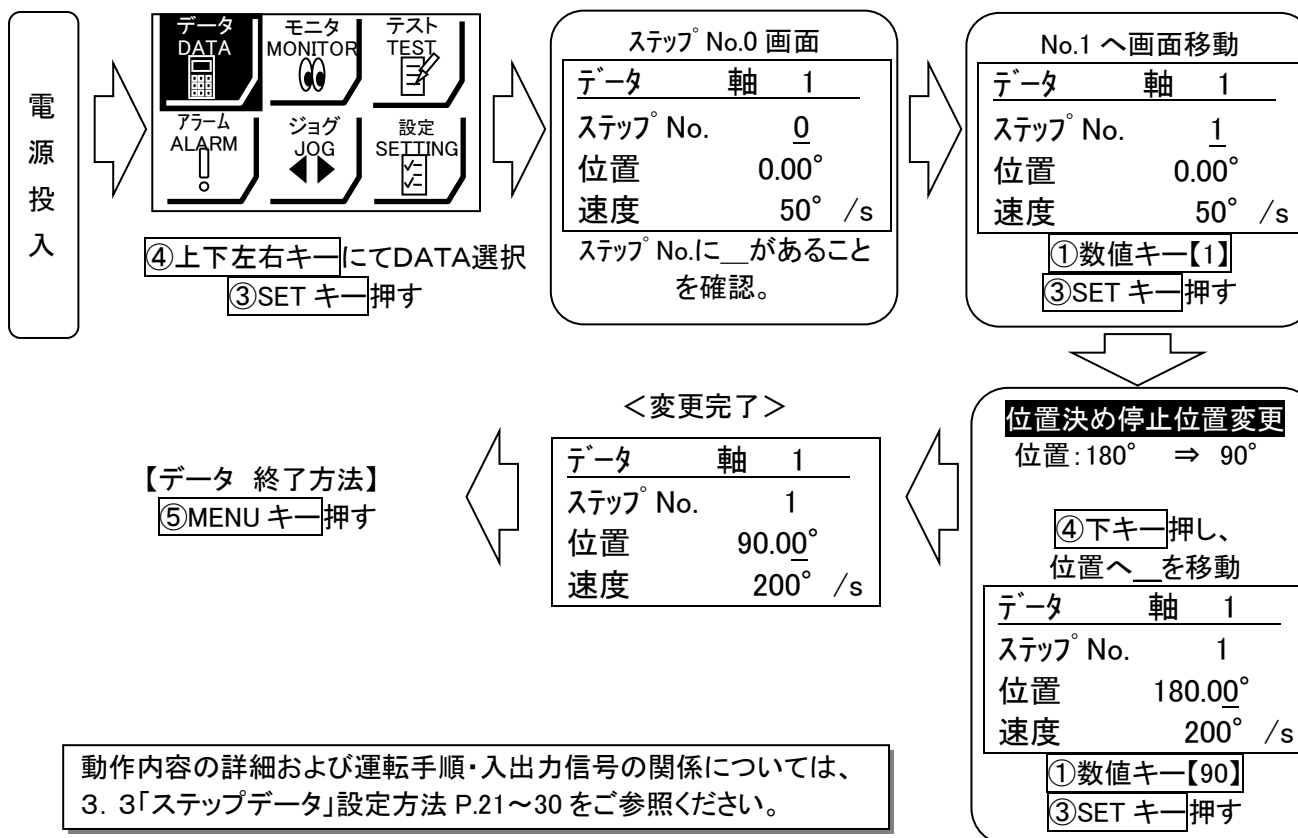 電
源
投
入
データ
DATA
モニタ
MONITOR
テスト
TEST
アラーム
ALARM
ジョグ
JOG
設定
SETTING
④上下左右キーにてDATA選択
③SET キー押す
ステップ No.0 画面
データ 軸 1
ステップ No. 0
位置 0.00°
速度 50° /s
ステップ No.に__があること
を確認。
No.1 へ画面移動
データ 軸 1
ステップ No. 1
位置 0.00°
速度 50° /s
①数値キー【1】
③SET キー押す
位置決め停止位置変更
位置:180° ⇒ 90°
④下キー押し、
位置へ__を移動
データ 軸 1
ステップ No. 1
位置 180.00°
速度 200° /s
①数値キー【90】
③SET キー押す
＜変更完了＞
データ 軸 1
ステップ No. 1
位置 90.00°
速度 200° /s
【データ 終了方法】
⑤MENU キー押す
動作内容の詳細および運転手順・入出力信号の関係については、
３．３「ステップデータ」設定方法 P.21～30 をご参照ください。